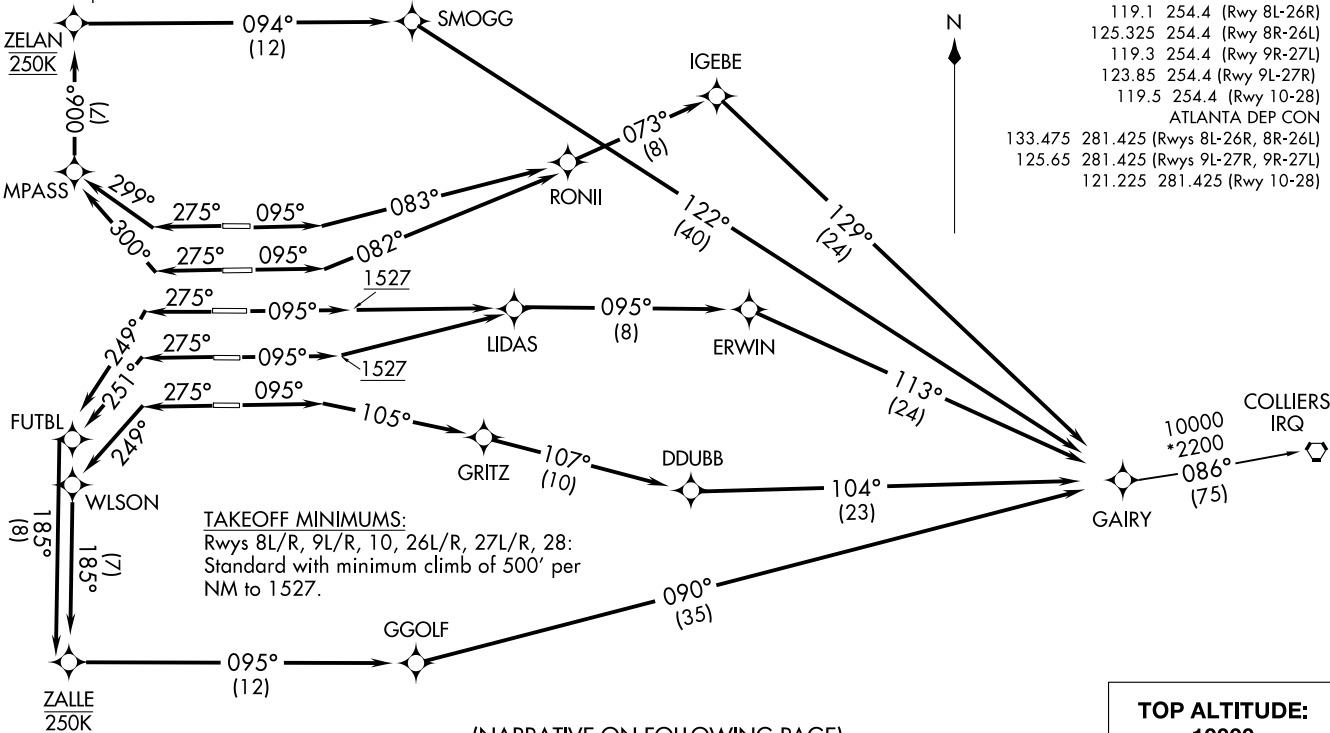 119.1 254.4 (Rwy 8L-26R)
125.325 254.4 (Rwy 8R-26L)
119.3 254.4 (Rwy 9R-27L)
123.85 254.4 (Rwy 9L-27R)
119.5 254.4 (Rwy 10-28)
ATLANTA DEP CON
133.475 281.425 (Rwys 8L-26R, 8R-26L)
125.65 281.425 (Rwys 9L-27R, 9R-27L)
121.225 281.425 (Rwy 10-28)
N
ZELAN
250K
094°
(12)
SMOGG
IGEBE
006°
(7)
073°
(8)
MPASS
RONII
299°
275°
095°
083°
300°
275°
095°
082°
122°
(40)
129°
(24)
275°
095°
1527
249°
LIDAS
095°
(8)
ERWIN
275°
095°
1527
251°
113°
(24)
275°
095°
105°
249°
FUTBL
GRITZ
107°
(10)
DDUBB
104°
(23)
WLSON
GAIRY
10000
*2200
086°
(75)
COLLIERS
IRQ
185°
(8)
185°
(7)
TAKEOFF MINIMUMS:
Rwys 8L/R, 9L/R, 10, 26L/R, 27L/R, 28:
Standard with minimum climb of 500' per
NM to 1527.
090°
(35)
GGOLF
095°
(12)
ZALLE
250K
(NARRATIVE ON FOLLOWING PAGE)
TOP ALTITUDE:
10000